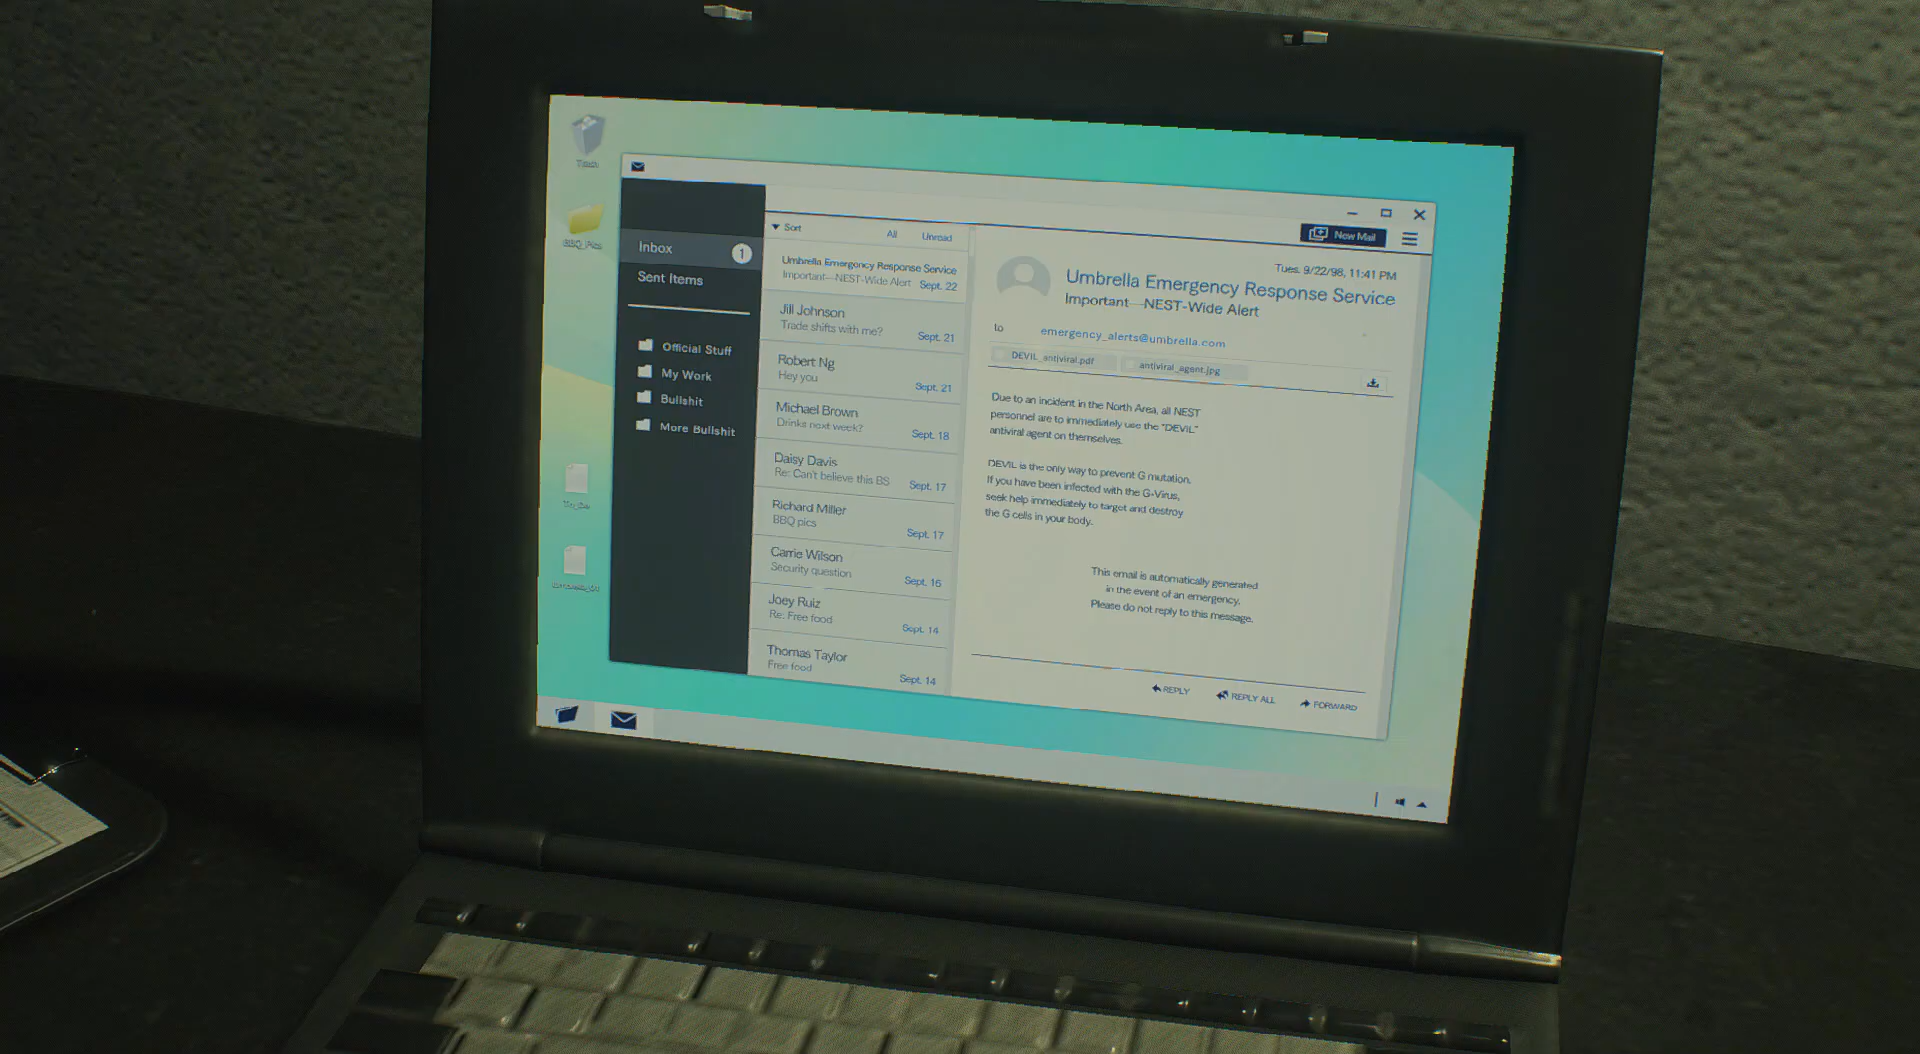 Trash
BBQ_Pics
Inbox
1
Sent Items
Official Stuff
My Work
Bullshit
More Bullshit
Sort
All
Unread
Umbrella Emergency Response Service
Important—NEST-Wide Alert
Sept. 22
Jill Johnson
Trade shifts with me?
Sept. 21
Robert Ng
Hey you
Sept. 21
Michael Brown
Drinks next week?
Sept. 18
Daisy Davis
Re: Can't believe this BS
Sept. 17
Richard Miller
BBQ pics
Sept. 17
Carrie Wilson
Security question
Sept. 16
Joey Ruiz
Re: Free food
Sept. 14
Thomas Taylor
Free food
Sept. 14
New Mail
Tues. 9/22/98, 11:41 PM
Umbrella Emergency Response Service
Important—NEST-Wide Alert
to
emergency_alerts@umbrella.com
DEVIL_antiviral.pdf
antiviral_agent.jpg
Due to an incident in the North Area, all NEST
personnel are to immediately use the "DEVIL"
antiviral agent on themselves.
DEVIL is the only way to prevent G mutation.
If you have been infected with the G-Virus,
seek help immediately to target and destroy
the G cells in your body.
This email is automatically generated
in the event of an emergency.
Please do not reply to this message.
REPLY
REPLY ALL
FORWARD